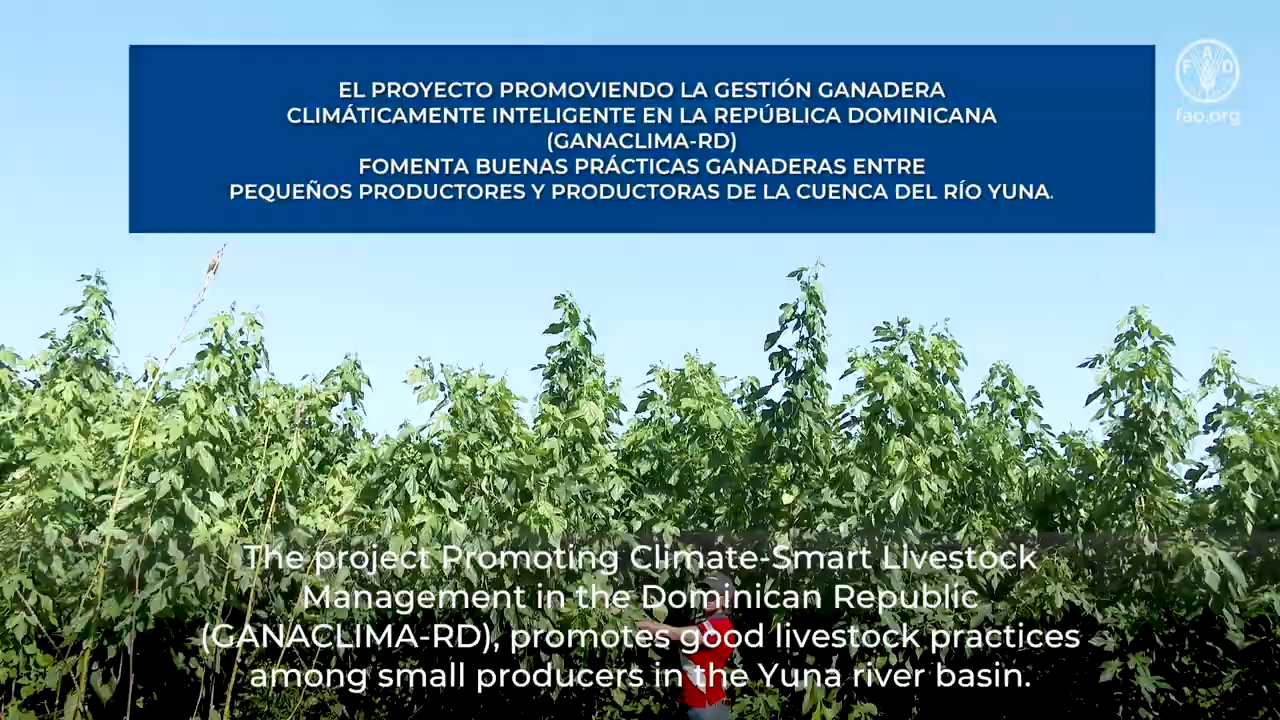 EL PROYECTO PROMOVIENDO LA GESTIÓN GANADERA
CLIMÁTICAMENTE INTELIGENTE EN LA REPÚBLICA DOMINICANA
(GANACLIMA-RD)
FOMENTA BUENAS PRÁCTICAS GANADERAS ENTRE
PEQUEÑOS PRODUCTORES Y PRODUCTORAS DE LA CUENCA DEL RÍO YUNA.
FAO
fao.org
The project Promoting Climate-Smart Livestock
Management in the Dominican Republic
(GANACLIMA-RD), promotes good livestock practices
among small producers in the Yuna river basin.